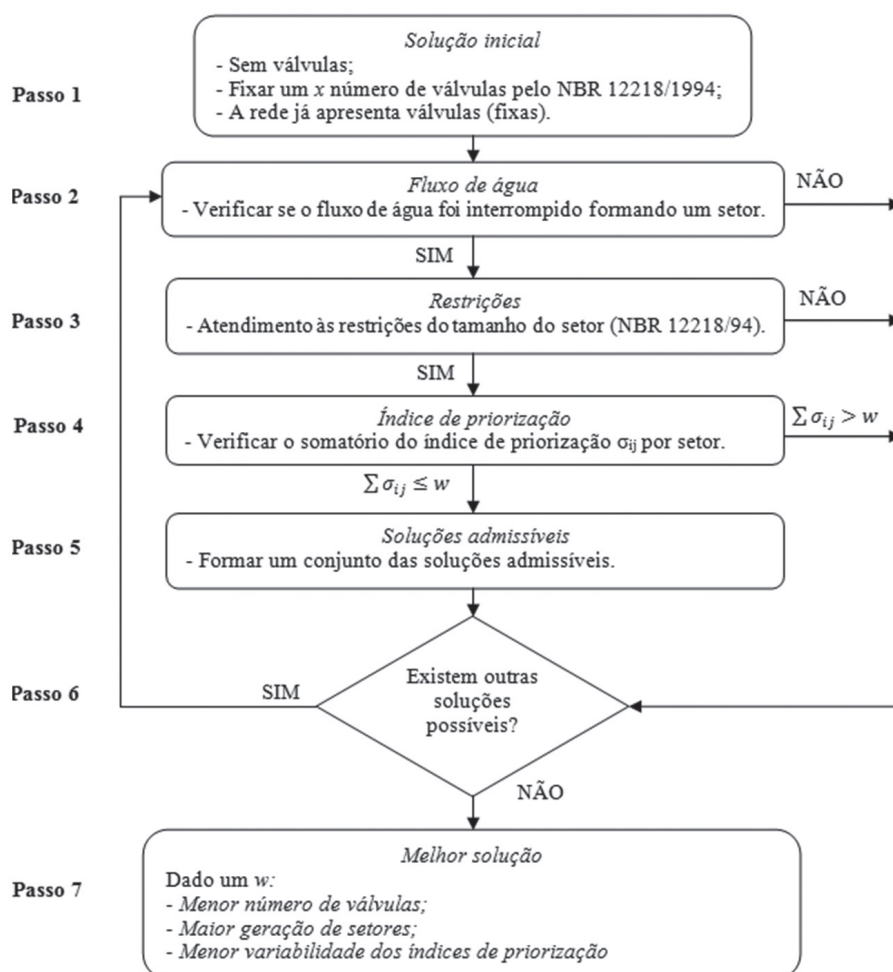 Solução inicial
Passo 1
- Sem válvulas;
- Fixar um x número de válvulas pelo NBR 12218/1994;
- A rede já apresenta válvulas (fixas).
Passo 2
Fluxo de água
- Verificar se o fluxo de água foi interrompido formando um setor.
NÃO
SIM
Passo 3
Restrições
- Atendimento às restrições do tamanho do setor (NBR 12218/94).
NÃO
SIM
Passo 4
Índice de priorização
- Verificar o somatório do índice de priorização σij por setor.
∑ σij > w
∑ σij ≤ w
Passo 5
Soluções admissíveis
- Formar um conjunto das soluções admissíveis.
Passo 6
SIM
Existem outras
soluções
possíveis?
NÃO
Passo 7
Melhor solução
Dado um w:
- Menor número de válvulas;
- Maior geração de setores;
- Menor variabilidade dos índices de priorização